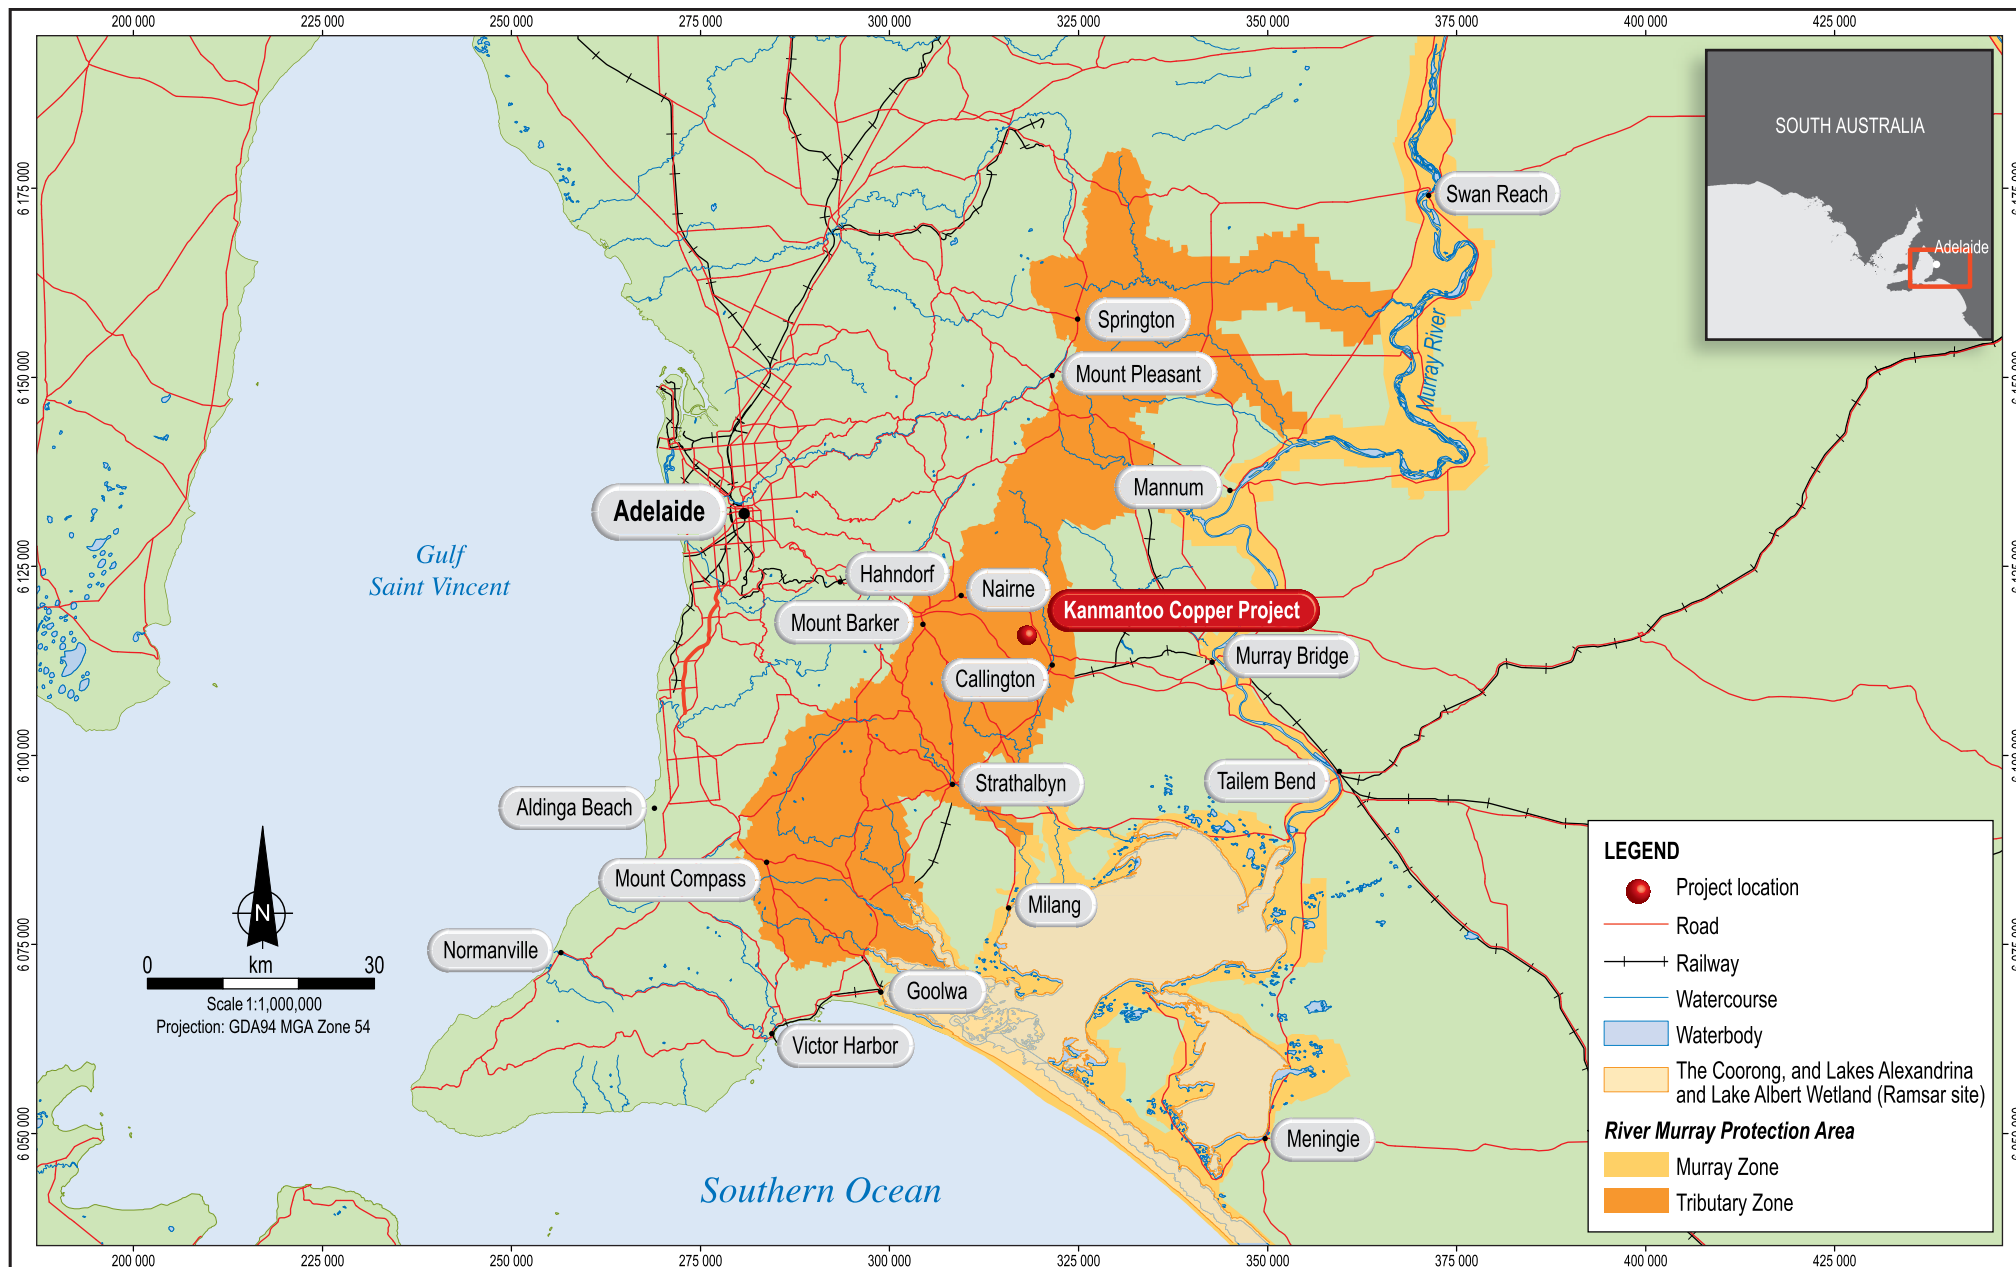 200 000
225 000
250 000
275 000
300 000
325 000
350 000
375 000
400 000
425 000
6 175 000
6 150 000
6 125 000
6 100 000
6 075 000
6 050 000
SOUTH AUSTRALIA
Adelaide
Swan Reach
Springton
Mount Pleasant
Murray River
Mannum
Adelaide
Gulf
Saint Vincent
Hahndorf
Nairne
Kanmantoo Copper Project
Mount Barker
Murray Bridge
Callington
Strathalbyn
Tailem Bend
Aldinga Beach
Mount Compass
Milang
Normanville
Goolwa
Victor Harbor
Meningie
Southern Ocean
N
0 km 30
Scale 1:1,000,000
Projection: GDA94 MGA Zone 54
LEGEND
Project location
Road
Railway
Watercourse
Waterbody
The Coorong, and Lakes Alexandrina
and Lake Albert Wetland (Ramsar site)
River Murray Protection Area
Murray Zone
Tributary Zone
200 000
225 000
250 000
275 000
300 000
325 000
350 000
375 000
400 000
425 000